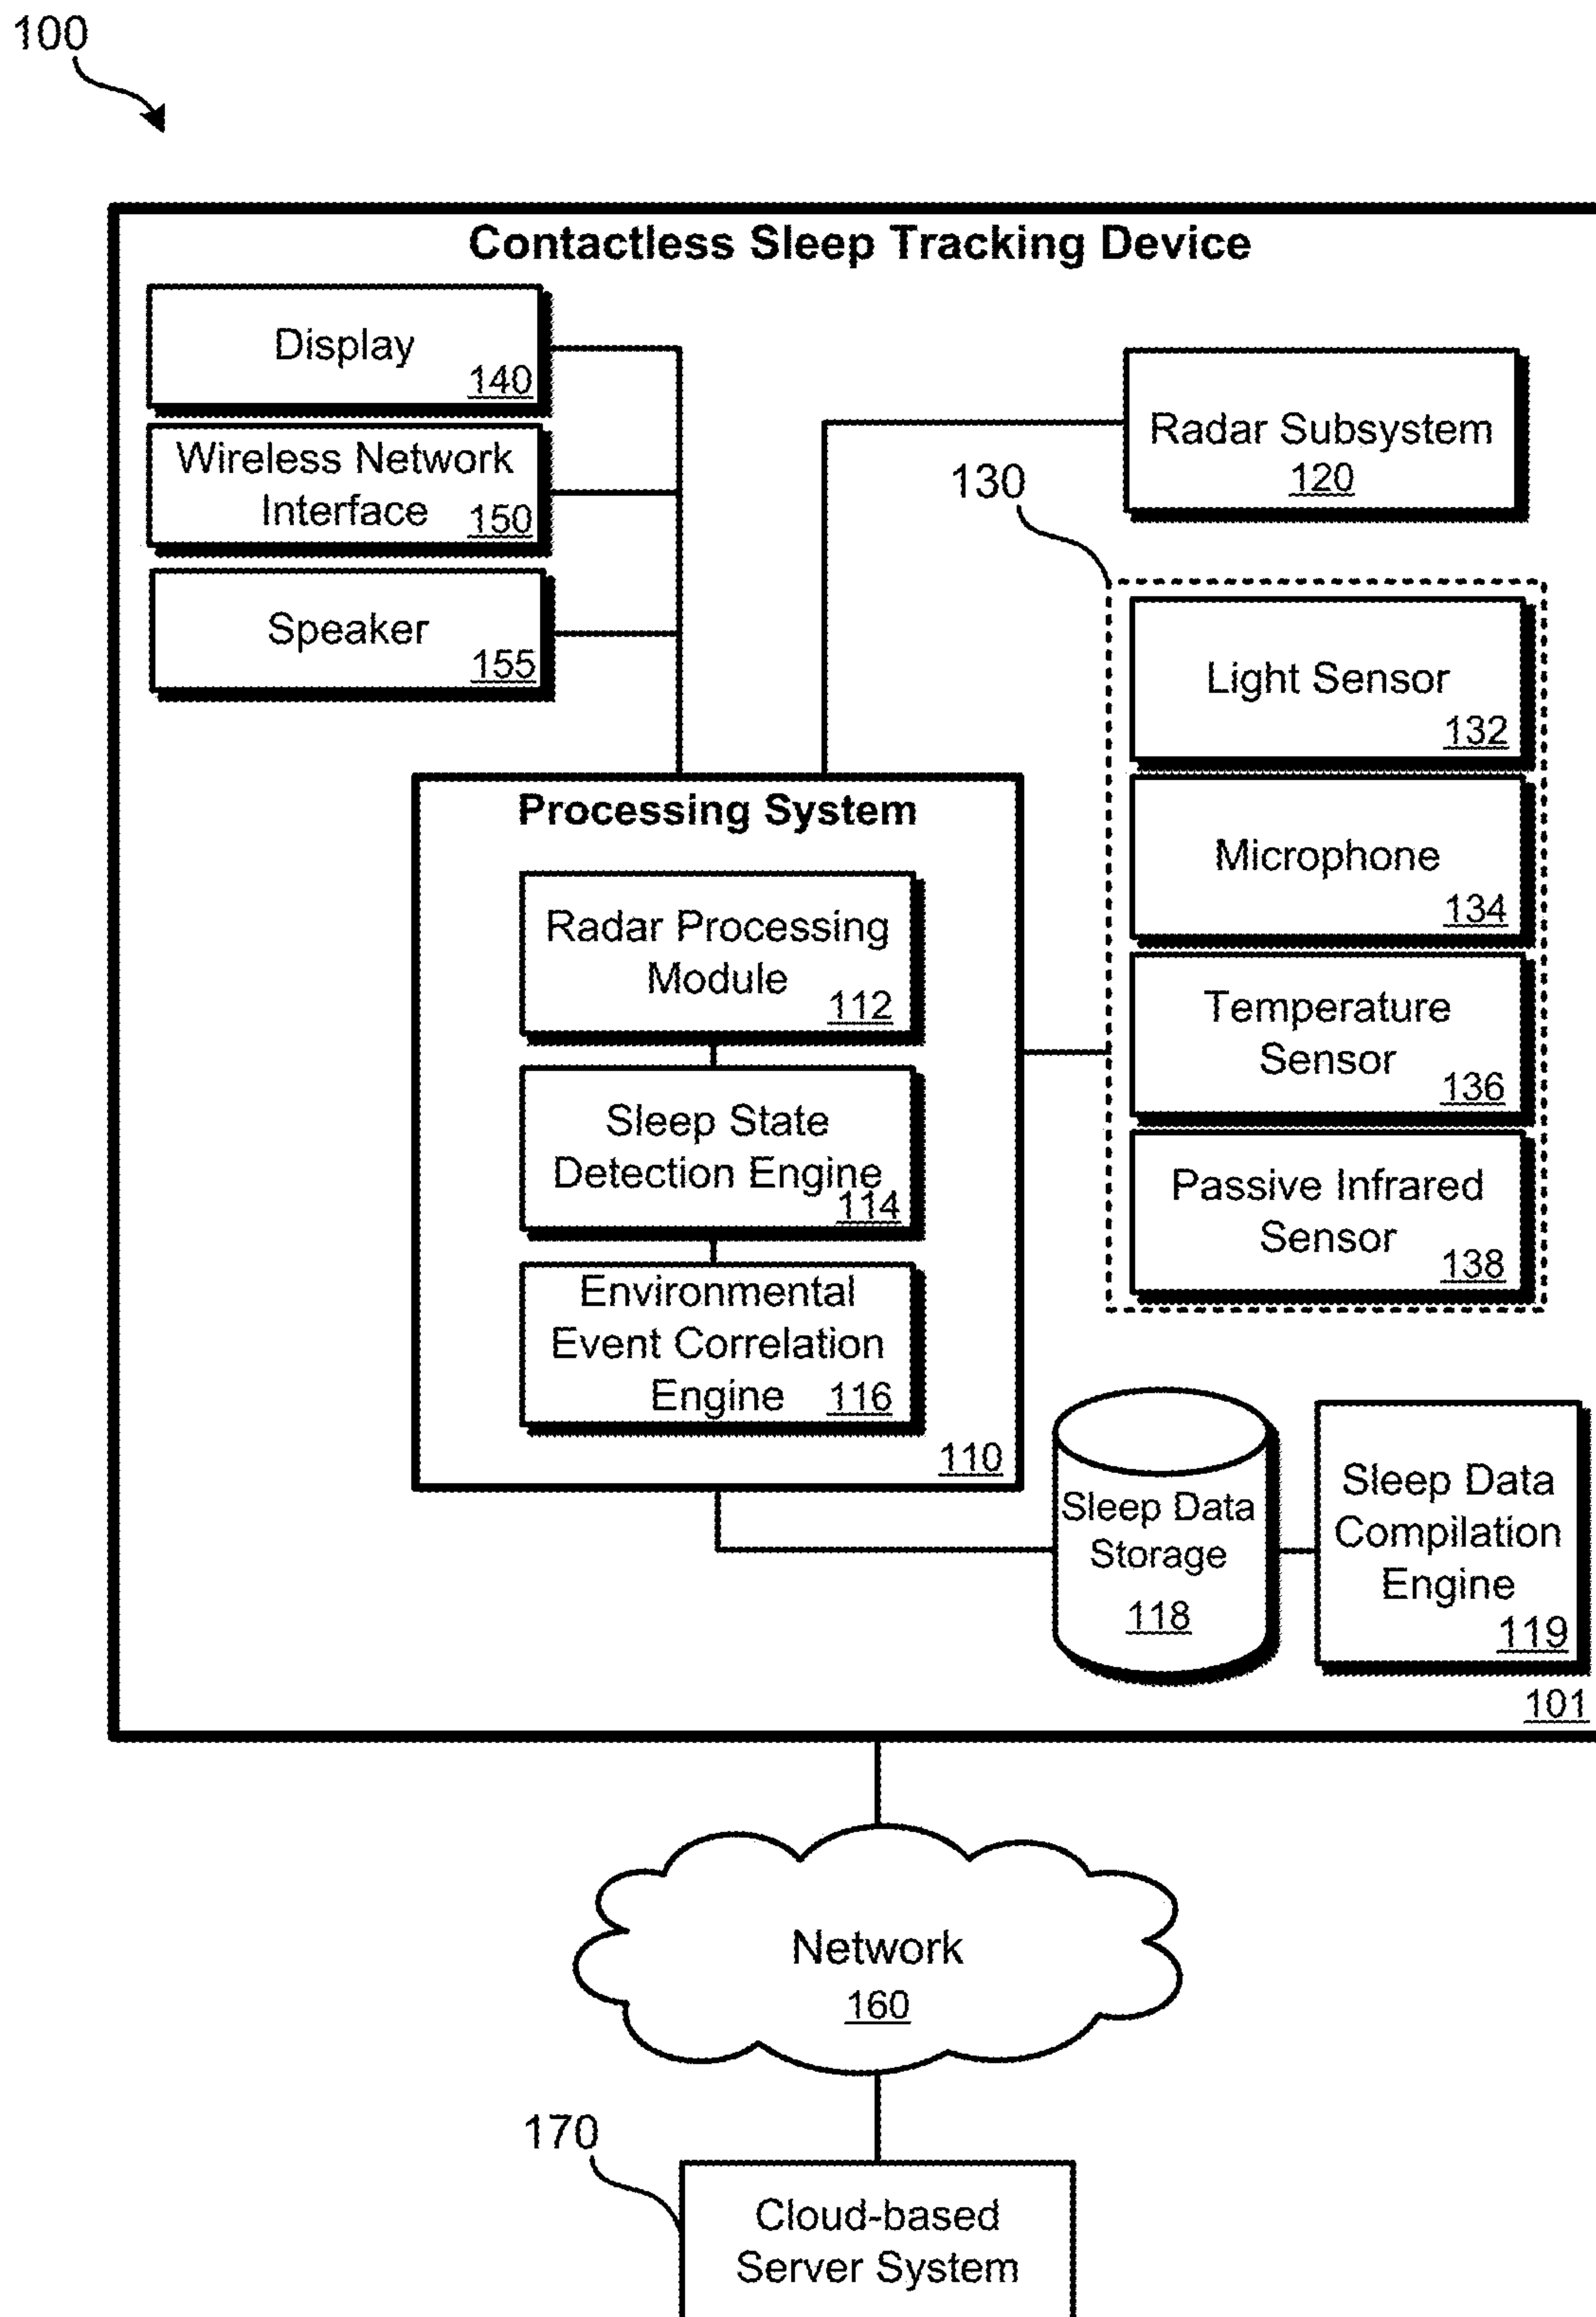 100
Contactless Sleep Tracking Device
Display
140
Wireless Network
Interface 150
Speaker
155
Radar Subsystem
120
130
Light Sensor
132
Microphone
134
Temperature
Sensor
136
Passive Infrared
Sensor
138
Processing System
Radar Processing
Module
112
Sleep State
Detection Engine
114
Environmental
Event Correlation
Engine 116
110
Sleep Data
Storage
118
Sleep Data
Compilation
Engine
119
101
Network
160
170
Cloud-based
Server System